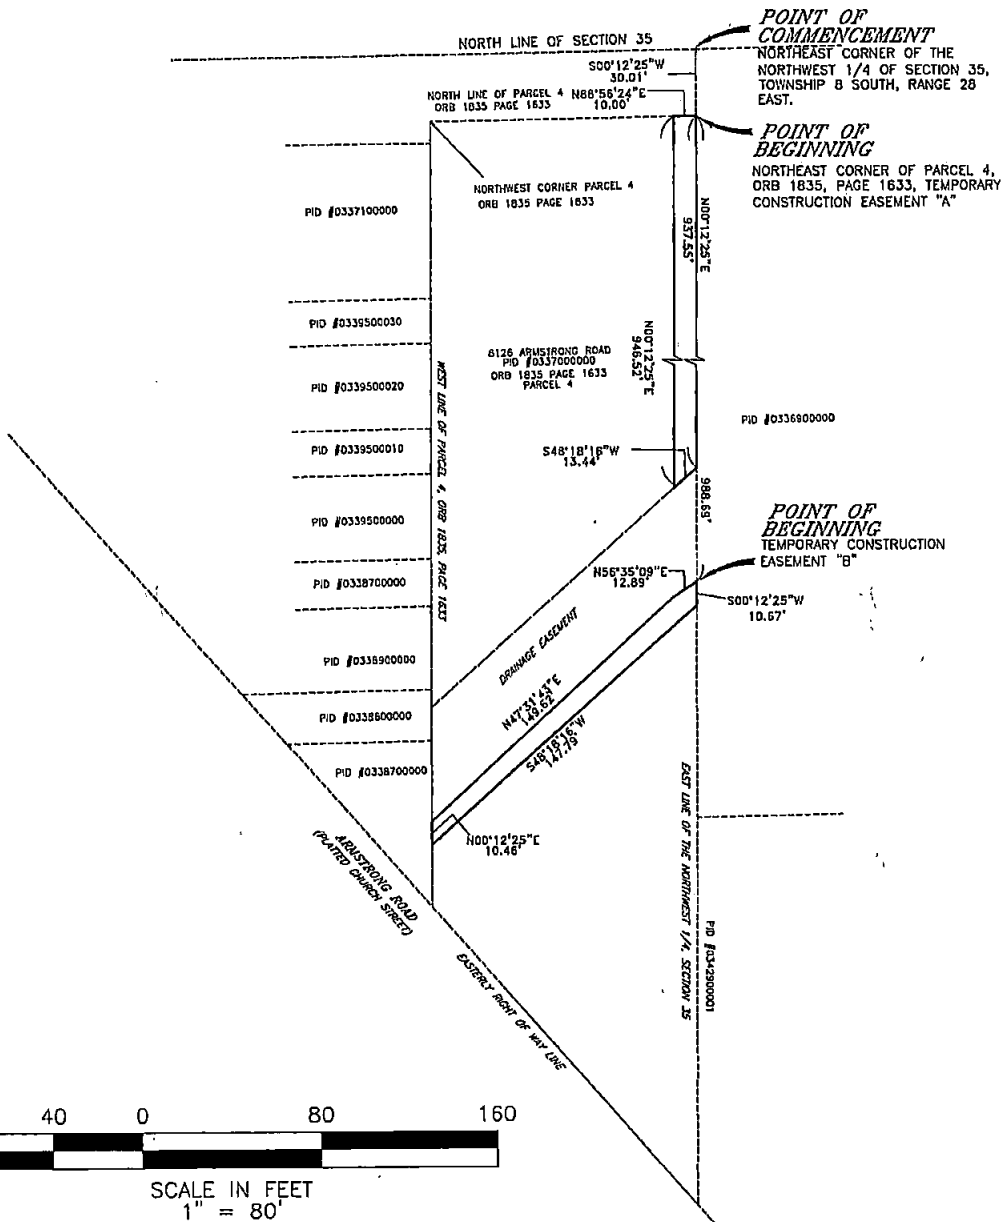 POINT OF
COMMENCEMENT
NORTHEAST CORNER OF THE
NORTHWEST 1/4 OF SECTION 35,
TOWNSHIP 8 SOUTH, RANGE 28
EAST.
NORTH LINE OF SECTION 35
S00°12'25"W
30.01'
NORTH LINE OF PARCEL 4
ORB 1835 PAGE 1633
N88°56'24"E
10.00'
POINT OF
BEGINNING
NORTHEAST CORNER OF PARCEL 4,
ORB 1835, PAGE 1633, TEMPORARY
CONSTRUCTION EASEMENT "A"
NORTHWEST CORNER PARCEL 4
ORB 1835 PAGE 1633
PID #0337100000
N00°12'25"E
937.55'
PID #0339500030
N00°12'25"E
946.52'
8126 ARMSTRONG ROAD
PID #0337000000
ORB 1835 PAGE 1633
PARCEL 4
PID #0339500020
WEST LINE OF PARCEL 4, ORB 1835, PAGE 1633
PID #0336900000
PID #0339500010
S48°18'16"W
13.44'
988.69'
PID #0339500000
POINT OF
BEGINNING
TEMPORARY CONSTRUCTION
EASEMENT "B"
N56°35'09"E
12.89'
PID #0338700000
S00°12'25"W
10.67'
DRAINAGE EASEMENT
PID #0338900000
N47°31'43"E
149.62'
PID #0338600000
S48°18'16"W
147.79'
PID #0338700000
N00°12'25"E
10.46'
EAST LINE OF THE NORTHWEST 1/4, SECTION 35
ARMSTRONG ROAD
(PLATTED CHURCH STREET)
PID #0342900001
EASTERLY RIGHT OF WAY LINE
40 0 80 160
SCALE IN FEET
1" = 80'